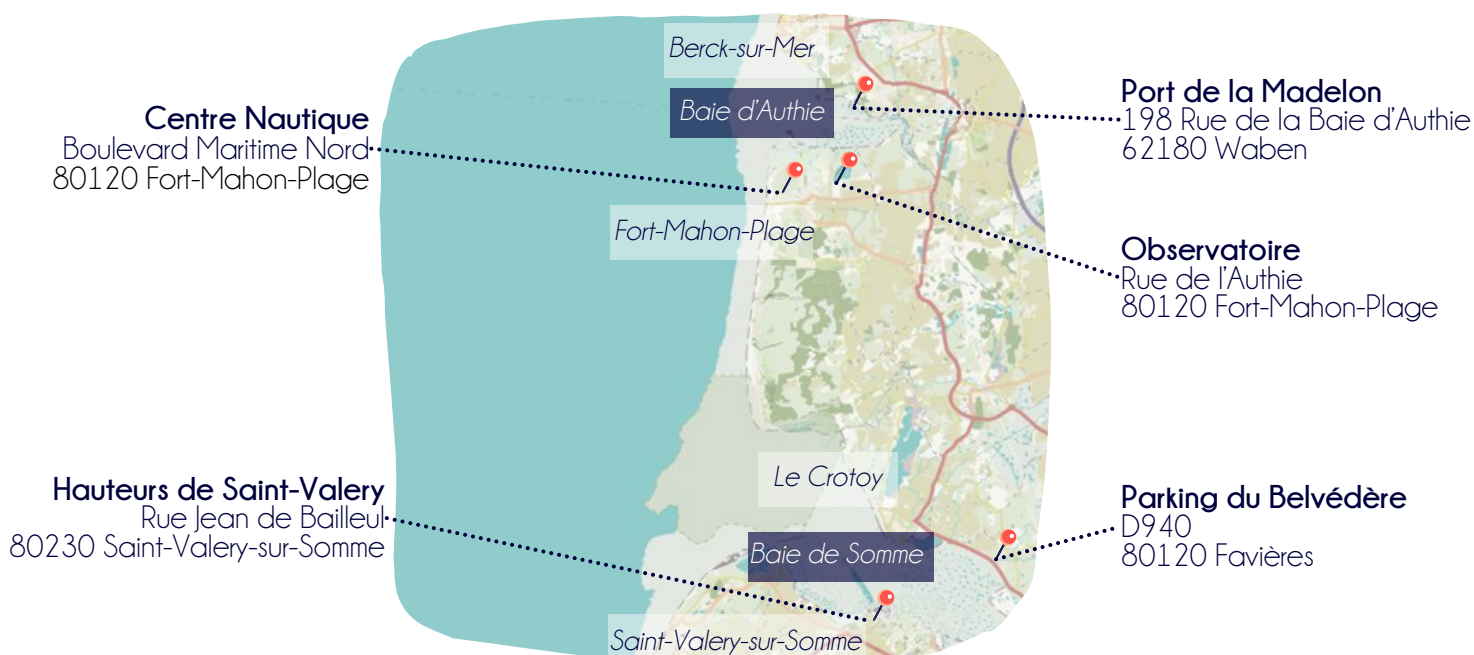 Berck-sur-Mer
Baie d'Authie
Centre Nautique
Boulevard Maritime Nord
80120 Fort-Mahon-Plage
Port de la Madelon
198 Rue de la Baie d'Authie
62180 Waben
Fort-Mahon-Plage
Observatoire
Rue de l'Authie
80120 Fort-Mahon-Plage
Le Crotoy
Hauteurs de Saint-Valery
Rue Jean de Bailleul
80230 Saint-Valery-sur-Somme
Baie de Somme
Parking du Belvédère
D940
80120 Favières
Saint-Valery-sur-Somme